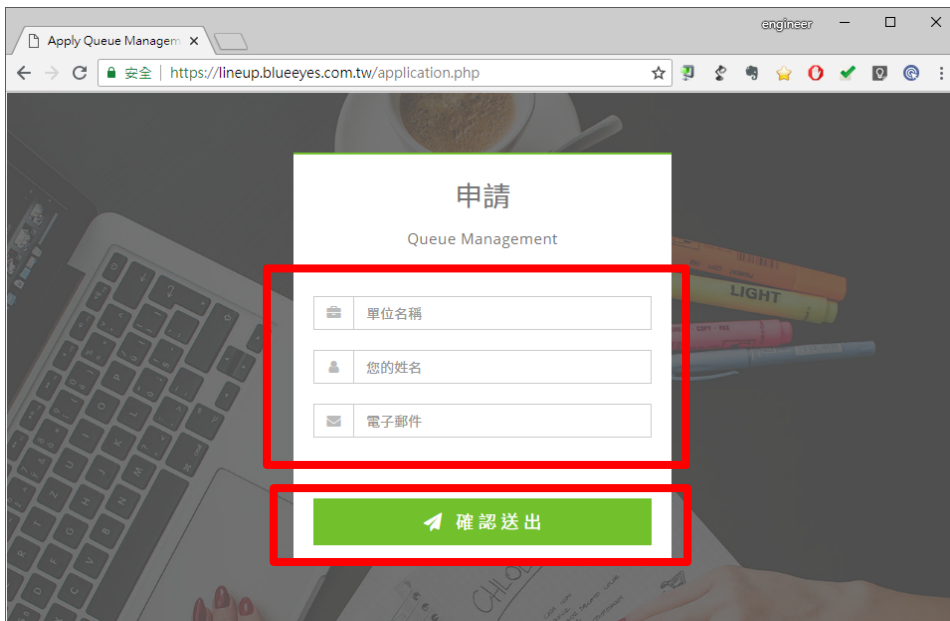 engineer
Apply Queue Managem
安全 | https://lineup.blueeyes.com.tw/application.php
申請
Queue Management
LIGHT
單位名稱
您的姓名
電子郵件
確認送出